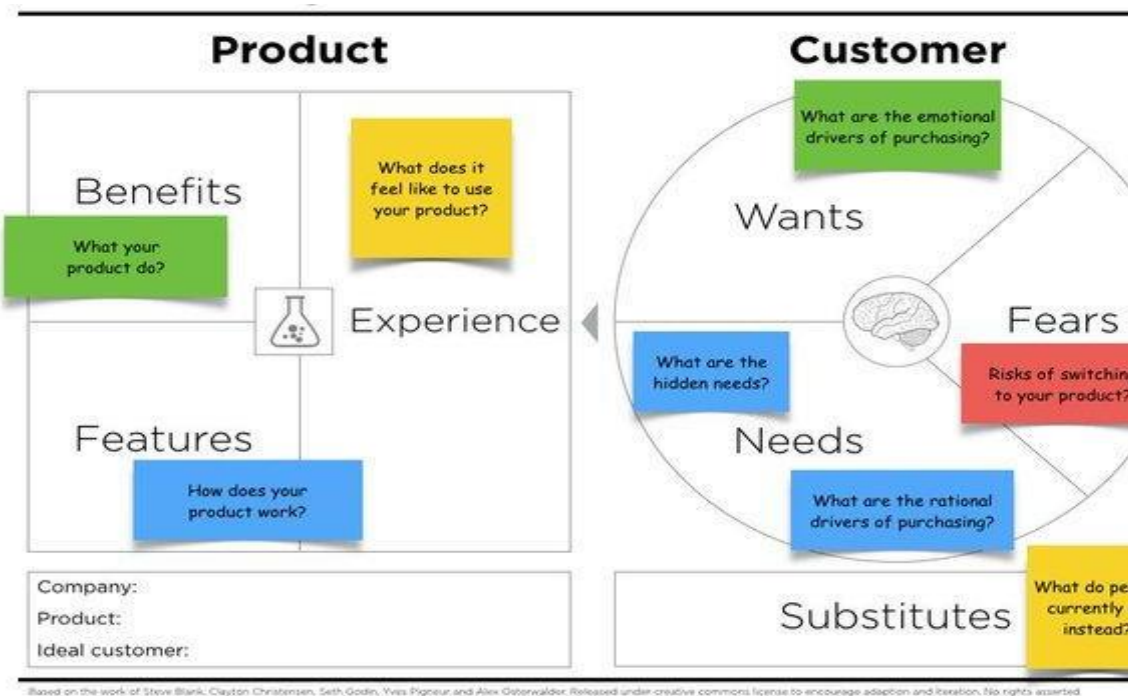 Product
Customer
Benefits
What your
product do?
What does it
feel like to use
your product?
Experience
Features
How does your
product work?
Company:
Product:
Ideal customer:
What are the emotional
drivers of purchasing?
Wants
Fears
Risks of
to your product?
What are the
hidden needs?
Needs
What are the rational
drivers of purchasing?
Substitutes
What do
currently
instead?
Based on the work of Steve Blank, Clayton Christensen, Seth Godin, Yves Pigneur and Alex Osterwalder. Released under creative commons license to encourage adaption and iteration. No rights asserted.